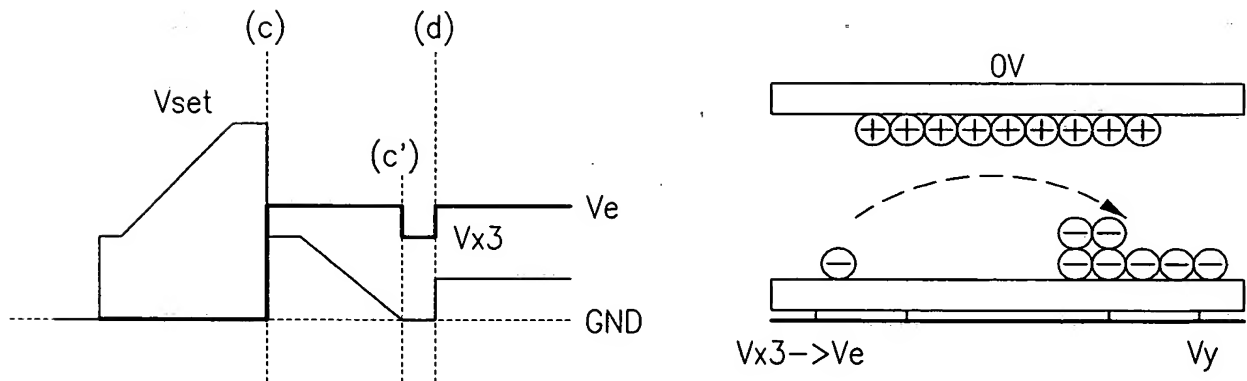 (c)
(d)
Vset
(c')
Ve
Vx3
GND
0V
+ + + + + + + + +
− −
− − − − − −
Vx3->Ve
Vy